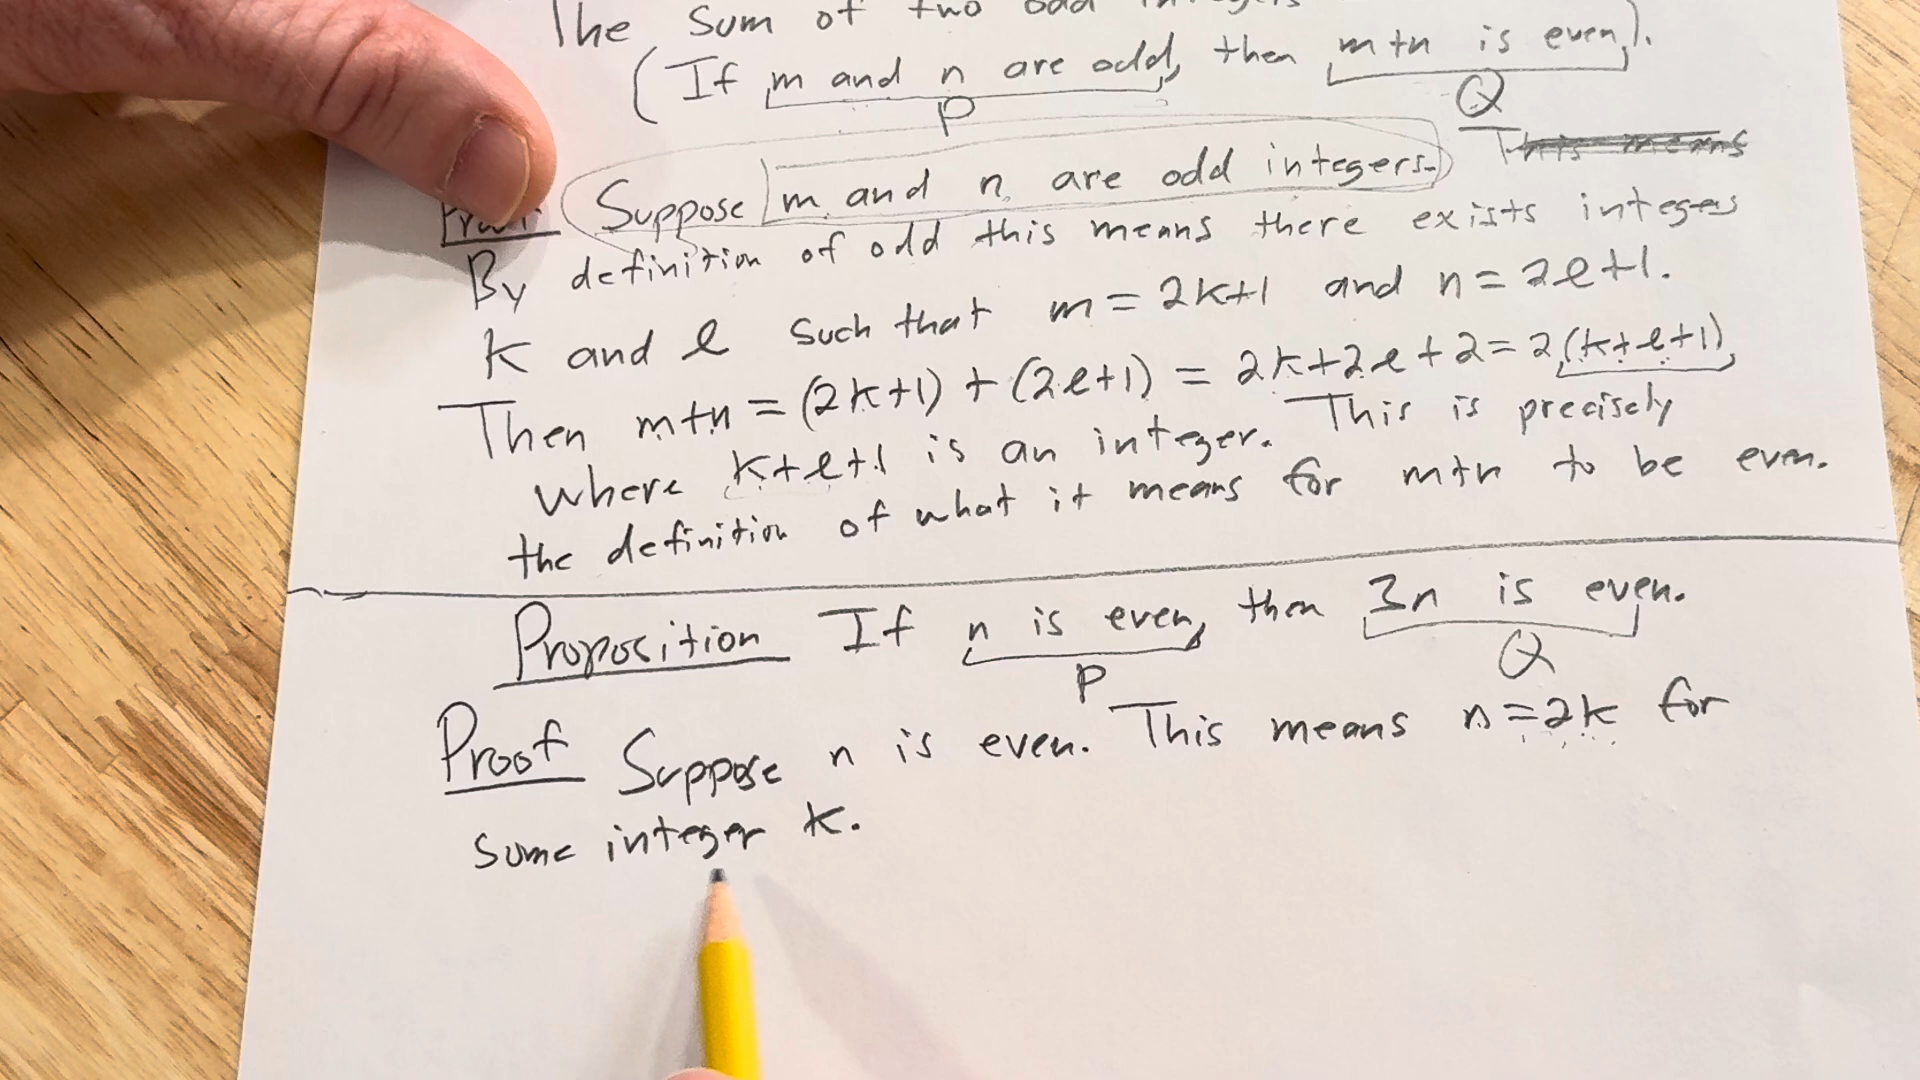 The sum of two odd integers
(If m and n are odd, then m+n is even).
P Q
Proof Suppose m and n are odd integers. This means
By definition of odd this means there exists integers
k and l such that m = 2k+1 and n = 2l+1.
Then m+n = (2k+1) + (2l+1) = 2k+2l+2 = 2(k+l+1),
where k+l+1 is an integer. This is precisely
the definition of what it means for m+n to be even.
Proposition If n is even, then 3n is even.
P Q
Proof Suppose n is even. This means n=2k for
some integer k.